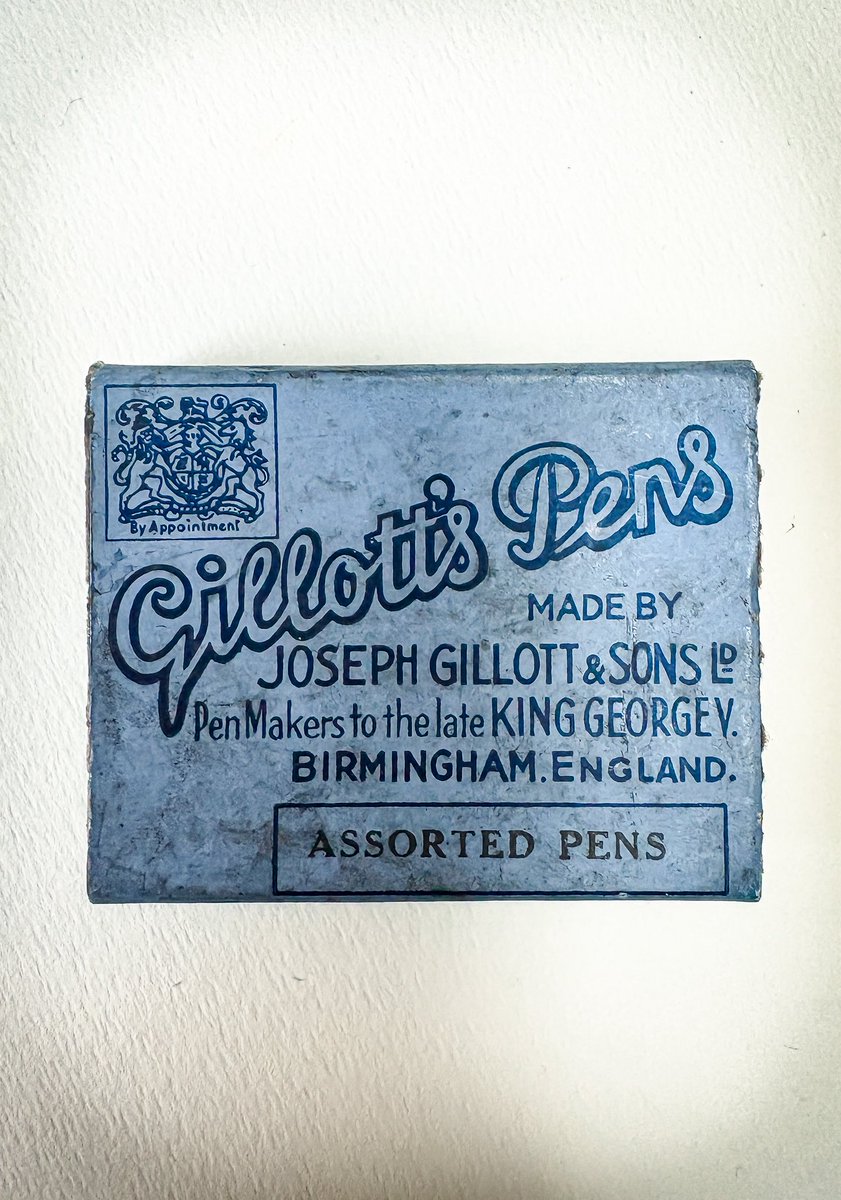 By Appointment
Gillott's Pens
MADE BY
JOSEPH GILLOTT & SONS LD
Pen Makers to the late KING GEORGE V.
BIRMINGHAM. ENGLAND.
ASSORTED PENS